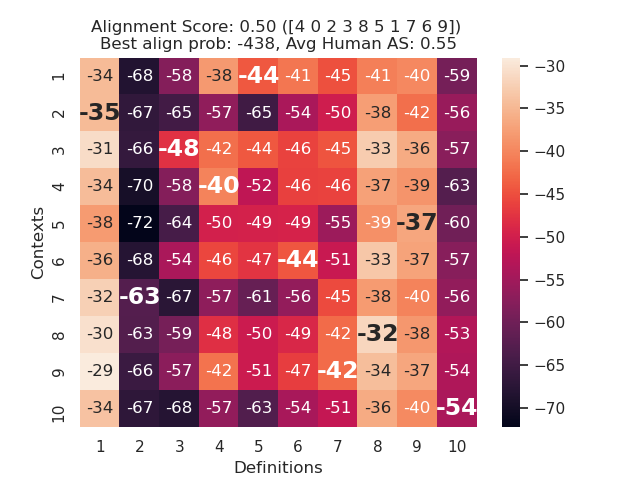 Alignment Score: 0.50 ([4 0 2 3 8 5 1 7 6 9])
Best align prob: -438, Avg Human AS: 0.55
1 -34 -68 -58 -38 -44 -41 -45 -41 -40 -59
2 -35 -67 -65 -57 -65 -54 -50 -38 -42 -56
3 -31 -66 -48 -42 -44 -46 -45 -33 -36 -57
4 -34 -70 -58 -40 -52 -46 -46 -37 -39 -63
5 -38 -72 -64 -50 -49 -49 -55 -39 -37 -60
6 -36 -68 -54 -46 -47 -44 -51 -33 -37 -57
7 -32 -63 -67 -57 -61 -56 -45 -38 -40 -56
8 -30 -63 -59 -48 -50 -49 -42 -32 -38 -53
9 -29 -66 -57 -42 -51 -47 -42 -34 -37 -54
10 -34 -67 -68 -57 -63 -54 -51 -36 -40 -54
1 2 3 4 5 6 7 8 9 10
Definitions
Contexts
−30
−35
−40
−45
−50
−55
−60
−65
−70